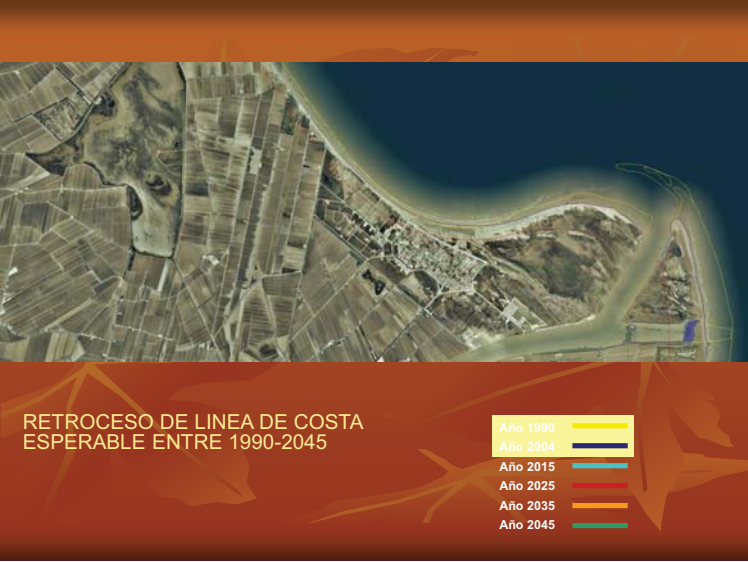 RETROCESO DE LINEA DE COSTA
ESPERABLE ENTRE 1990-2045
Año 1990
Año 2004
Año 2015
Año 2025
Año 2035
Año 2045